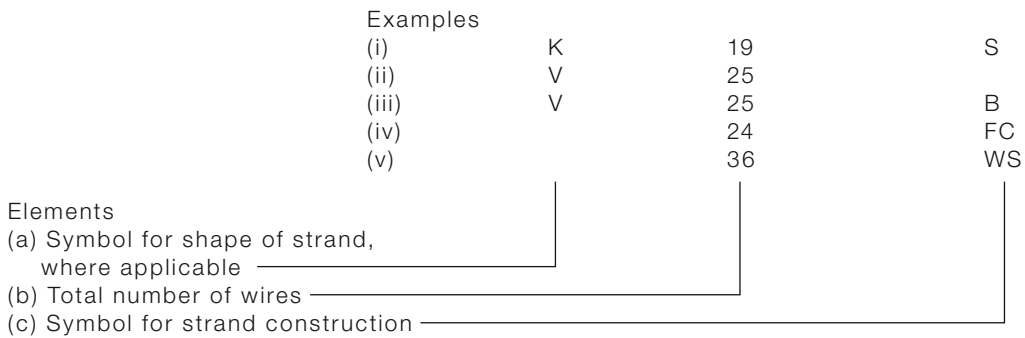 Examples
(i) K 19 S
(ii) V 25
(iii) V 25 B
(iv) 24 FC
(v) 36 WS
Elements
(a) Symbol for shape of strand,
where applicable
(b) Total number of wires
(c) Symbol for strand construction